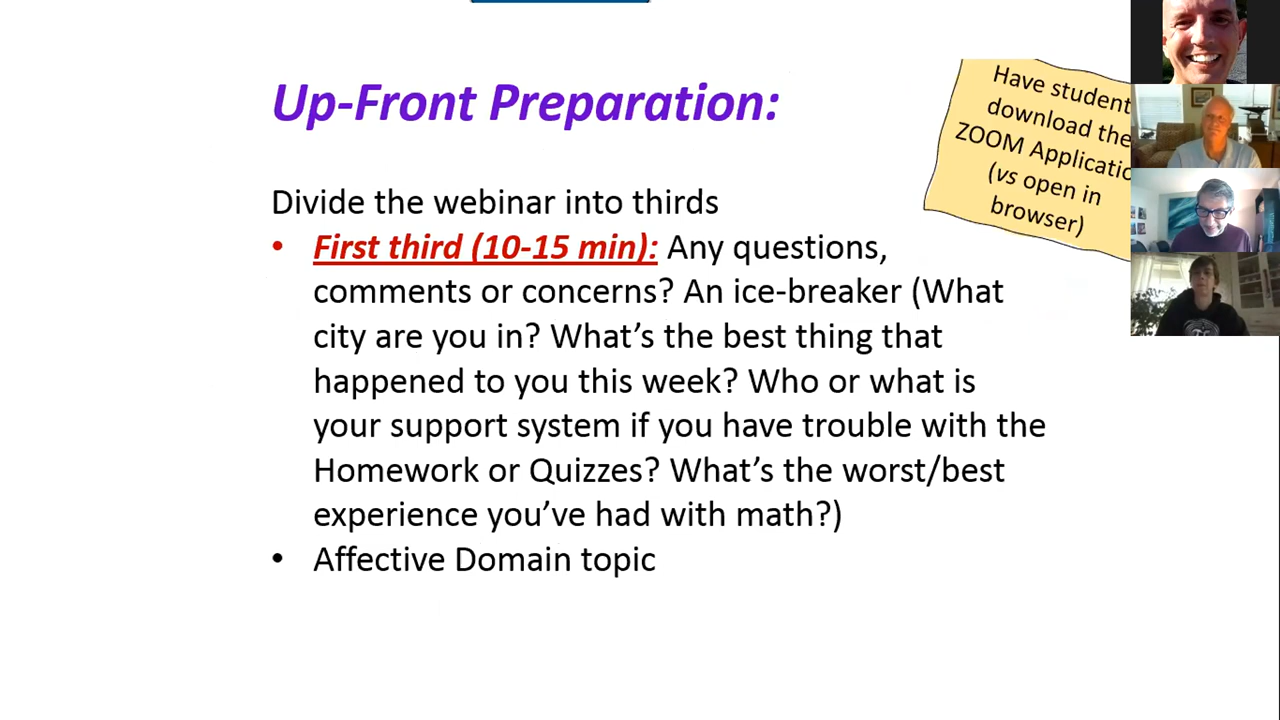 Up-Front Preparation:
Have student
download the
ZOOM Applicatio
(vs open in
browser)
Divide the webinar into thirds
• First third (10-15 min): Any questions,
comments or concerns? An ice-breaker (What
city are you in? What's the best thing that
happened to you this week? Who or what is
your support system if you have trouble with the
Homework or Quizzes? What's the worst/best
experience you've had with math?)
• Affective Domain topic